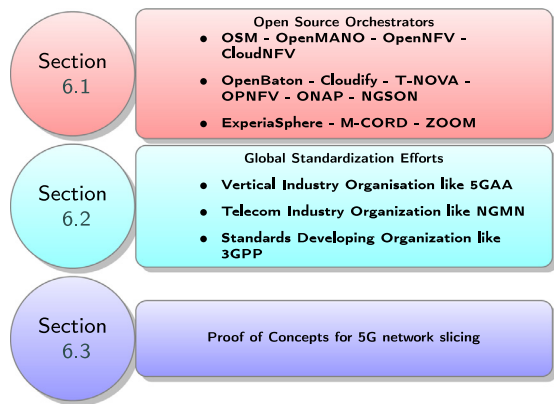 Section
6.1
Open Source Orchestrators
• OSM - OpenMANO - OpenNFV -
CloudNFV
• OpenBaton - Cloudify - T-NOVA -
OPNFV - ONAP - NGSON
• ExperiaSphere - M-CORD - ZOOM
Section
6.2
Global Standardization Efforts
• Vertical Industry Organisation like 5GAA
• Telecom Industry Organization like NGMN
• Standards Developing Organization like
3GPP
Section
6.3
Proof of Concepts for 5G network slicing